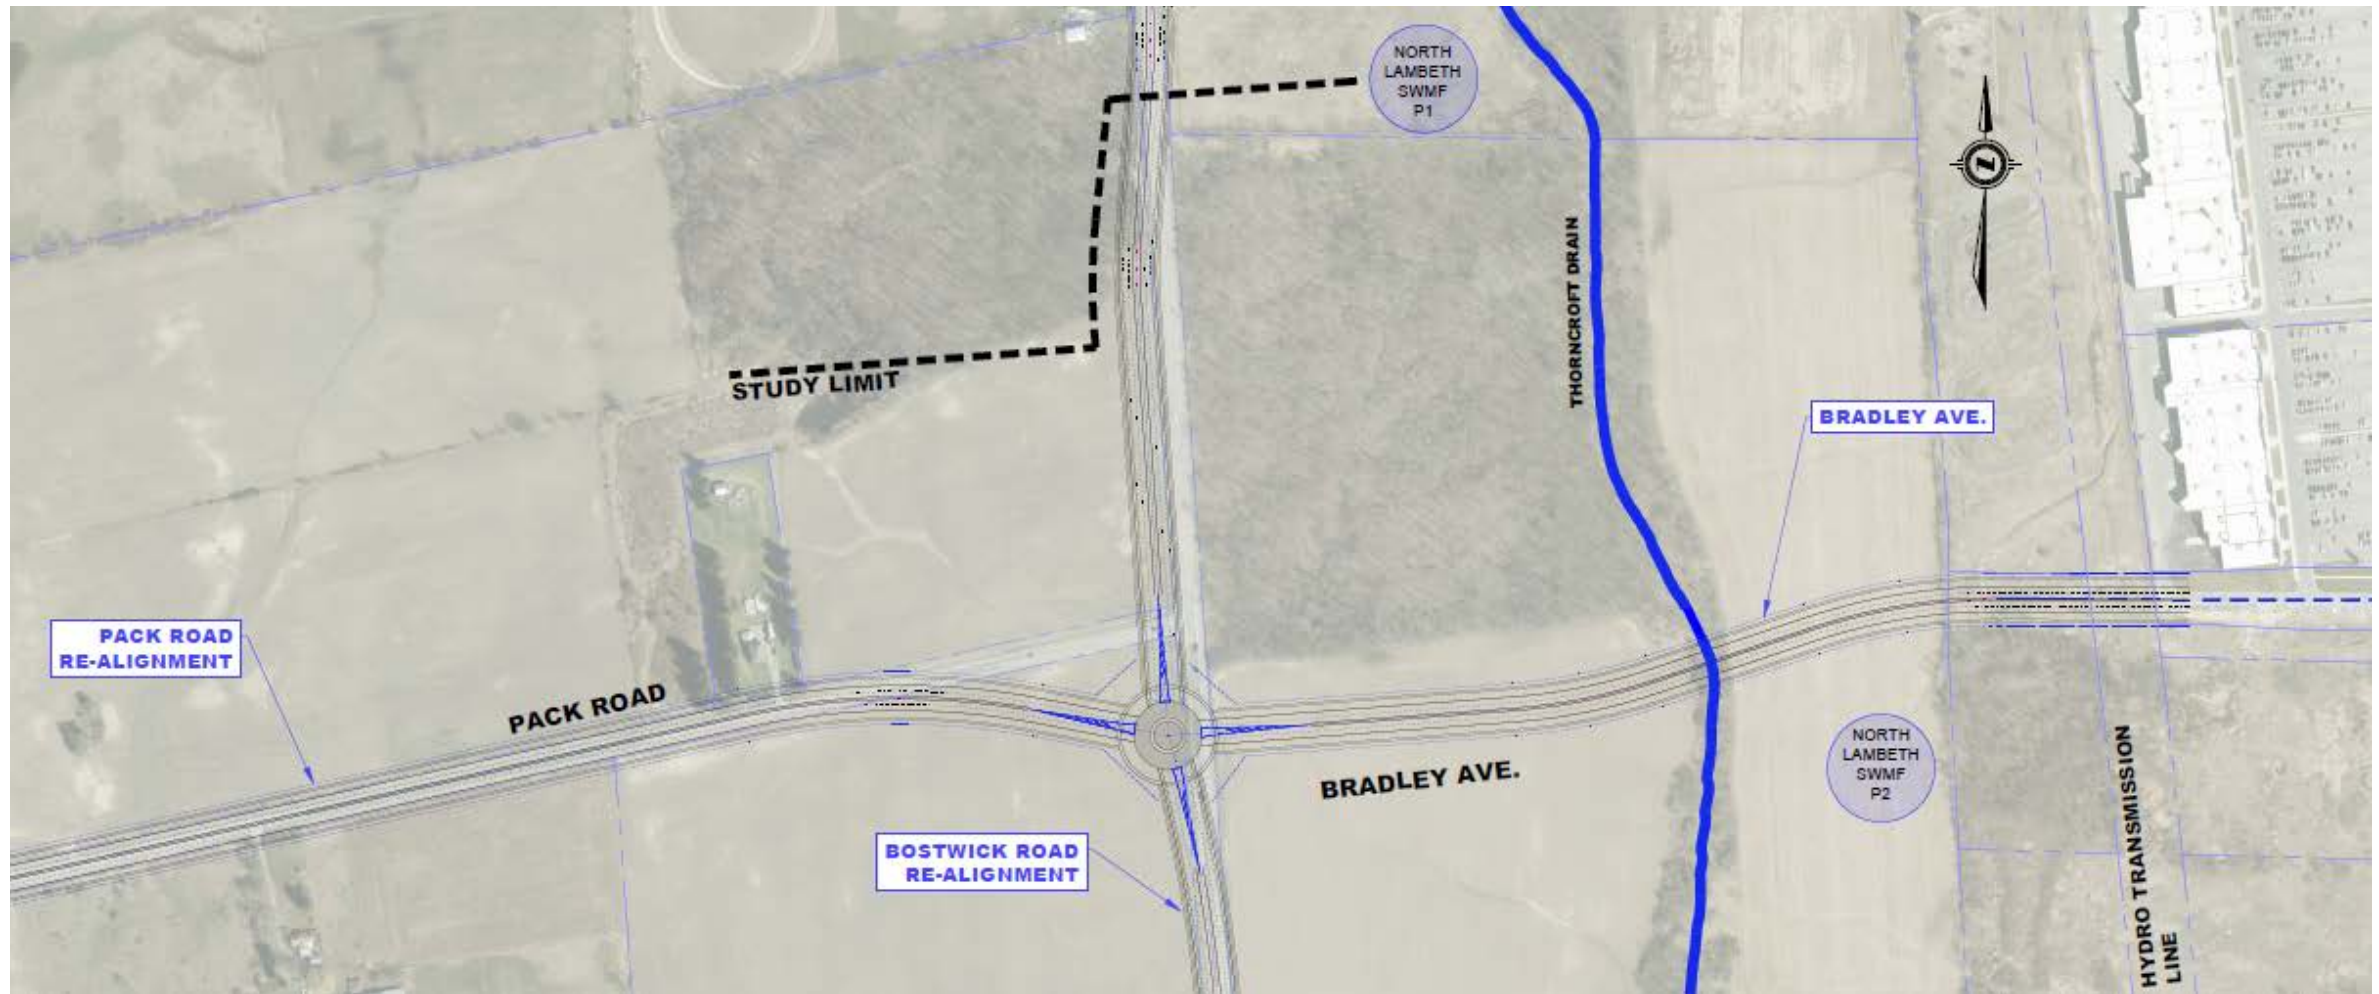 NORTH
LAMBETH
SWMF
P1
N
THORNCROFT DRAIN
STUDY LIMIT
BRADLEY AVE.
PACK ROAD
RE-ALIGNMENT
PACK ROAD
NORTH
LAMBETH
SWMF
P2
BRADLEY AVE.
BOSTWICK ROAD
RE-ALIGNMENT
HYDRO TRANSMISSION
LINE